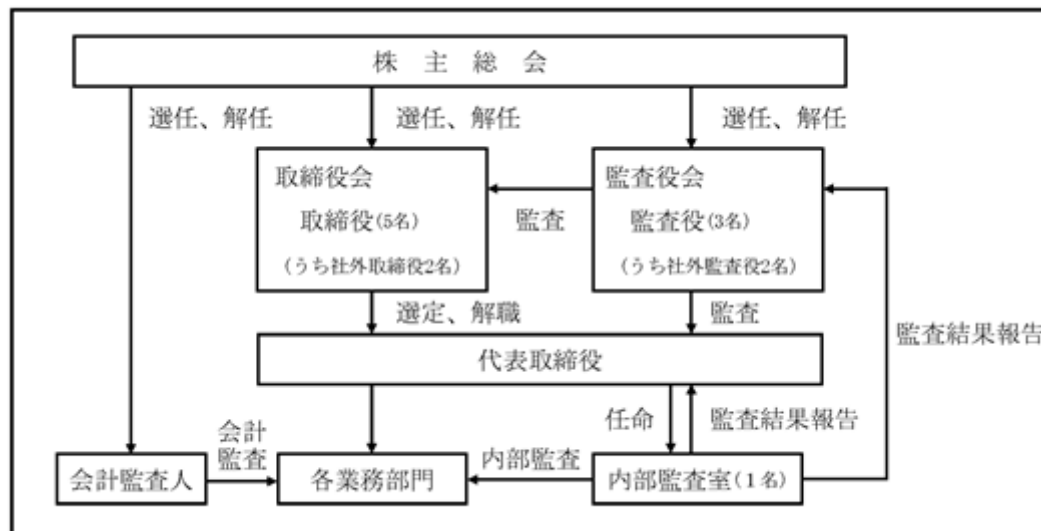 株主総会
選任、解任
選任、解任
選任、解任
取締役会
取締役(5名)
(うち社外取締役2名)
監査
監査役会
監査役(3名)
(うち社外監査役2名)
選定、解職
監査
監査結果報告
代表取締役
任命
監査結果報告
会計
監査
内部監査
会計監査人
各業務部門
内部監査室(1名)